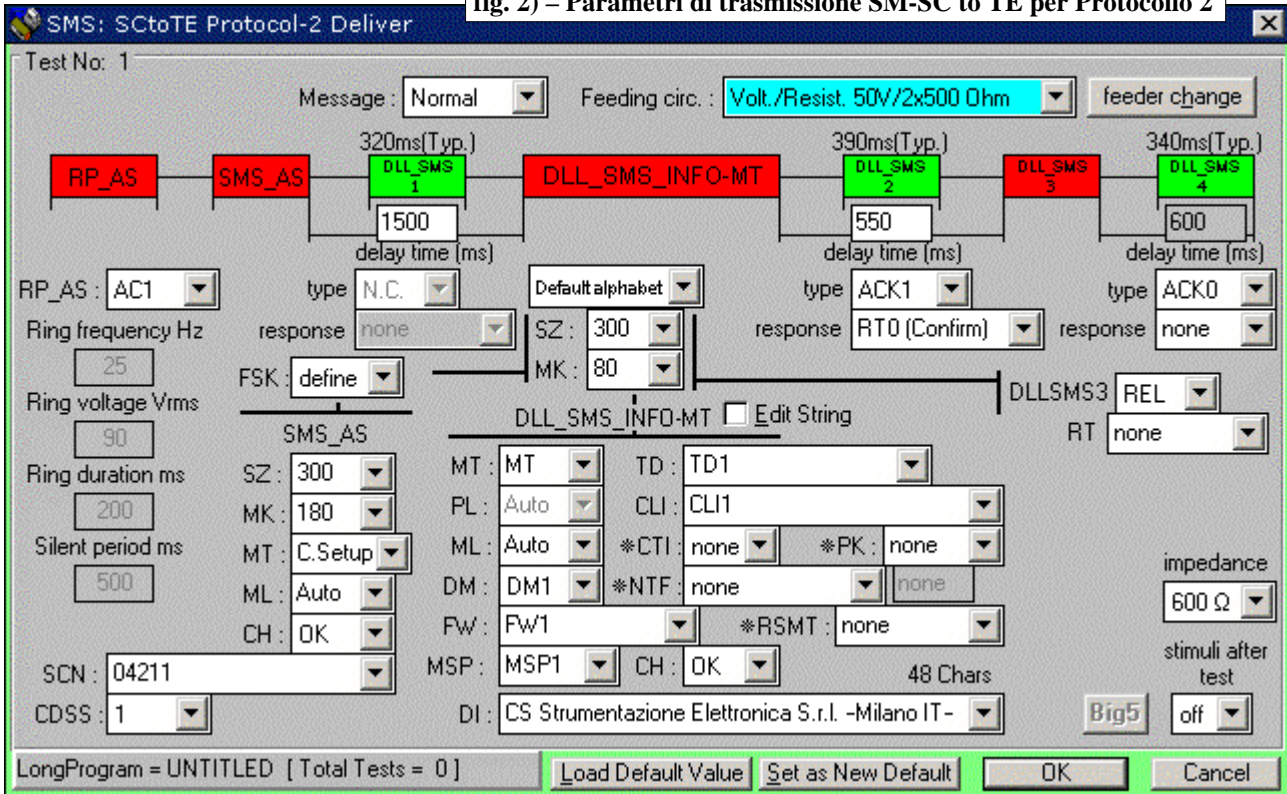 fig. 2) – Parametri di trasmissione SM-SC to TE per Protocollo 2
SMS: SCtoTE Protocol-2 Deliver
Test No: 1
Message : Normal Feeding circ. : Volt./Resist. 50V/2x500 Ohm feeder change
320ms(Typ.) 390ms(Typ.) 340ms(Typ.)
RP_AS SMS_AS DLL_SMS 1 DLL_SMS_INFO-MT DLL_SMS 2 DLL_SMS 3 DLL_SMS 4
1500 550 600
delay time (ms) delay time (ms) delay time (ms)
RP_AS : AC1 type N.C. Default alphabet type ACK1 type ACK0
Ring frequency Hz response none SZ : 300 response RT0 (Confirm) response none
25 FSK : define MK : 80 DLLSMS3 REL
Ring voltage Vrms DLL_SMS_INFO-MT Edit String RT none
90 SMS_AS
Ring duration ms SZ : 300 MT : MT TD : TD1
200 MK : 180 PL : Auto CLI : CLI1
Silent period ms MT : C.Setup ML : Auto *CTI : none *PK : none impedance
500 ML : Auto DM : DM1 *NTF : none none 600 Ω
CH : OK FW : FW1 *RSMT : none stimuli after
SCN : 04211 MSP : MSP1 CH : OK 48 Chars test
CDSS : 1 DI : CS Strumentazione Elettronica S.r.l. -Milano IT- Big5 off
LongProgram = UNTITLED [ Total Tests = 0 ] Load Default Value Set as New Default OK Cancel